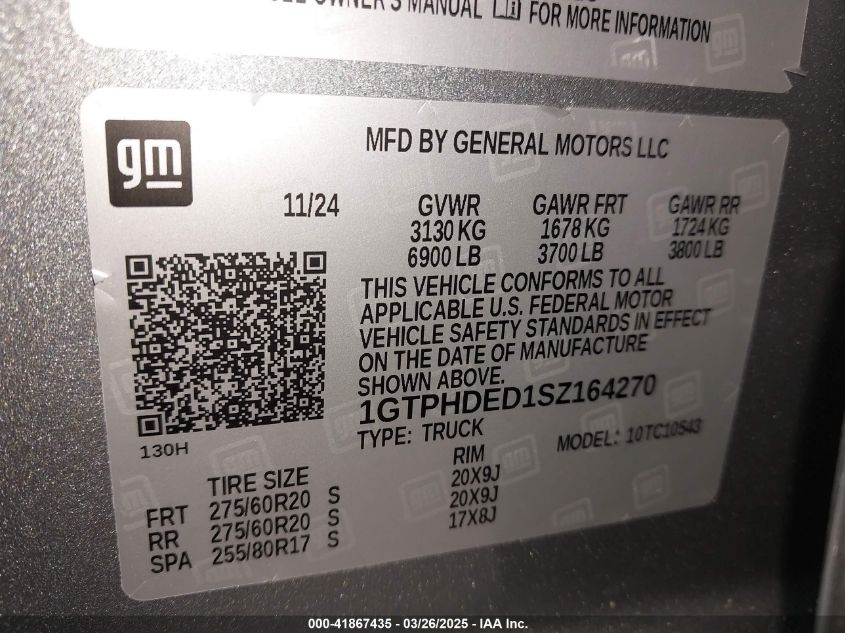 OWNER'S MANUAL FOR MORE INFORMATION
gm
MFD BY GENERAL MOTORS LLC
11/24
GVWR GAWR FRT GAWR RR
3130 KG 1678 KG 1724 KG
6900 LB 3700 LB 3800 LB
THIS VEHICLE CONFORMS TO ALL
APPLICABLE U.S. FEDERAL MOTOR
VEHICLE SAFETY STANDARDS IN EFFECT
ON THE DATE OF MANUFACTURE
SHOWN ABOVE.
1GTPHDED1SZ164270
TYPE: TRUCK MODEL: 10TC10543
130H
TIRE SIZE RIM
FRT 275/60R20 S 20X9J
RR 275/60R20 S 20X9J
SPA 255/80R17 S 17X8J
000-41867435 - 03/26/2025 - IAA Inc.